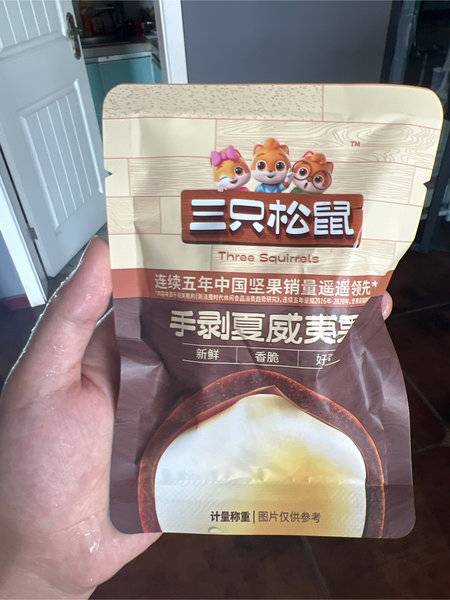 TM
三只松鼠
Three Squirrels
连续五年中国坚果销量遥遥领先*
手剥夏威夷果
新鲜 | 香脆 | 好
计量称重 | 图片仅供参考